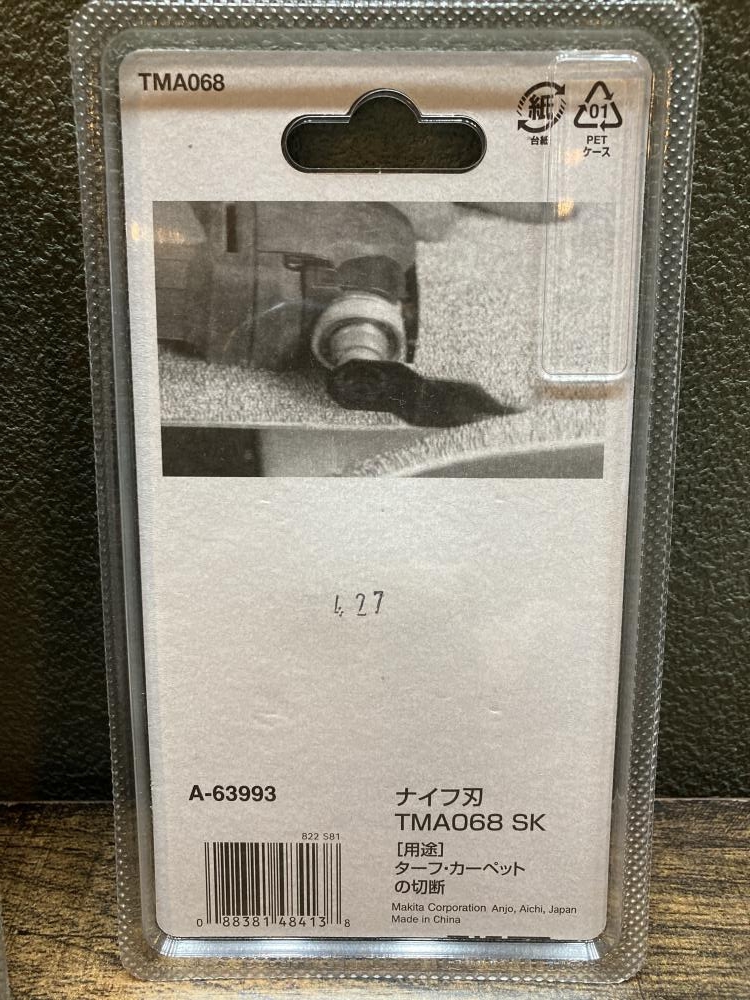 TMA068
紙
台紙
01
PET
ケース
427
A-63993
822 S81
0 88381 48413 8
ナイフ刃
TMA068 SK
[用途]
ターフ・カーペット
の切断
Makita Corporation Anjo, Aichi, Japan
Made in China